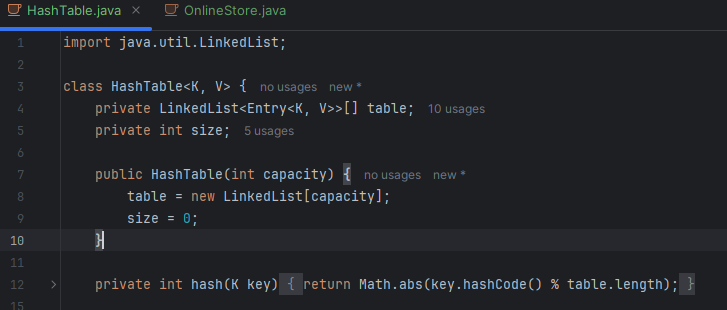 HashTable.java × OnlineStore.java
1 import java.util.LinkedList;
2
3 class HashTable<K, V> { no usages new *
4 private LinkedList<Entry<K, V>>[] table; 10 usages
5 private int size; 5 usages
6
7 public HashTable(int capacity) { no usages new *
8 table = new LinkedList[capacity];
9 size = 0;
10 }
11
12 private int hash(K key) { return Math.abs(key.hashCode() % table.length); }
15